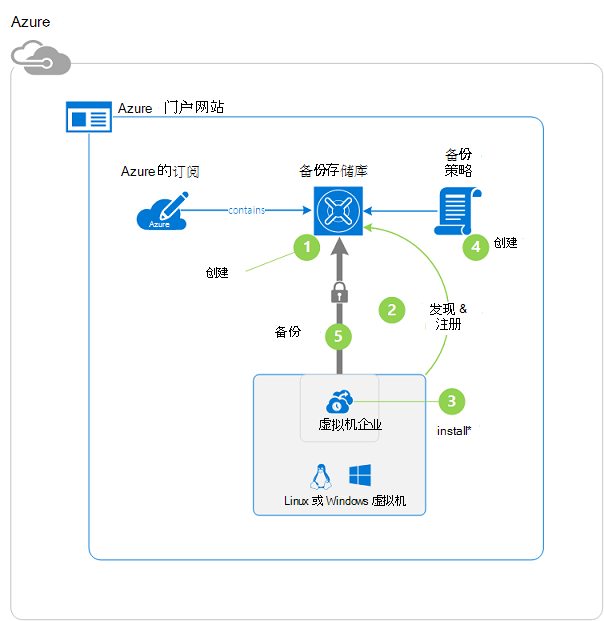 Azure
Azure 门户网站
Azure的订阅
备份存储库
备份
策略
Azure
contains
1
4
创建
创建
2
发现 &
注册
备份
5
3
虚拟机企业
install*
Linux 或 Windows 虚拟机